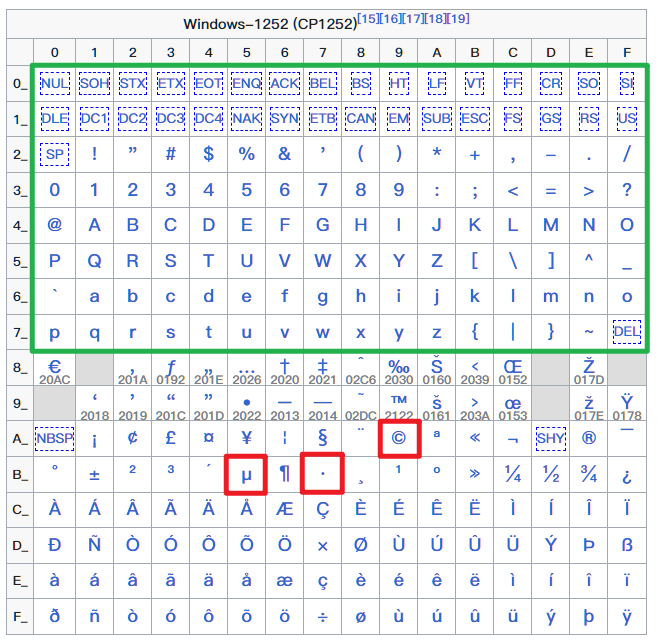 Windows-1252 (CP1252)[15][16][17][18][19]
0 1 2 3 4 5 6 7 8 9 A B C D E F
0_ NUL SOH STX ETX EOT ENQ ACK BEL BS HT LF VT FF CR SO SI
1_ DLE DC1 DC2 DC3 DC4 NAK SYN ETB CAN EM SUB ESC FS GS RS US
2_ SP ! ” # $ % & ’ ( ) * + , – . /
3_ 0 1 2 3 4 5 6 7 8 9 : ; < = > ?
4_ @ A B C D E F G H I J K L M N O
5_ P Q R S T U V W X Y Z [ \ ] ^ _
6_ ` a b c d e f g h i j k l m n o
7_ p q r s t u v w x y z { | } ~ DEL
8_ € ‚ ƒ „ … † ‡ ˆ ‰ Š ‹ Œ Ž
20AC 201A 0192 201E 2026 2020 2021 02C6 2030 0160 2039 0152 017D
9_ ‘ ’ “ ” • – — ˜ ™ š › œ ž Ÿ
2018 2019 201C 201D 2022 2013 2014 02DC 2122 0161 203A 0153 017E 0178
A_ NBSP ¡ ¢ £ ¤ ¥ ¦ § ¨ © ª « ¬ SHY ® ¯
B_ ° ± ² ³ ´ µ ¶ · ¸ ¹ º » ¼ ½ ¾ ¿
C_ À Á Â Ã Ä Å Æ Ç È É Ê Ë Ì Í Î Ï
D_ Ð Ñ Ò Ó Ô Õ Ö × Ø Ù Ú Û Ü Ý Þ ß
E_ à á â ã ä å æ ç è é ê ë ì í î ï
F_ ð ñ ò ó ô õ ö ÷ ø ù ú û ü ý þ ÿ